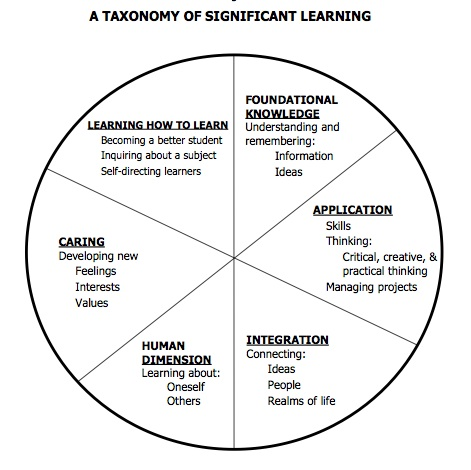 A TAXONOMY OF SIGNIFICANT LEARNING
FOUNDATIONAL
KNOWLEDGE
Understanding and
remembering:
Information
Ideas
APPLICATION
Skills
Thinking:
Critical, creative, &
practical thinking
Managing projects
INTEGRATION
Connecting:
Ideas
People
Realms of life
HUMAN
DIMENSION
Learning about:
Oneself
Others
CARING
Developing new
Feelings
Interests
Values
LEARNING HOW TO LEARN
Becoming a better student
Inquiring about a subject
Self-directing learners